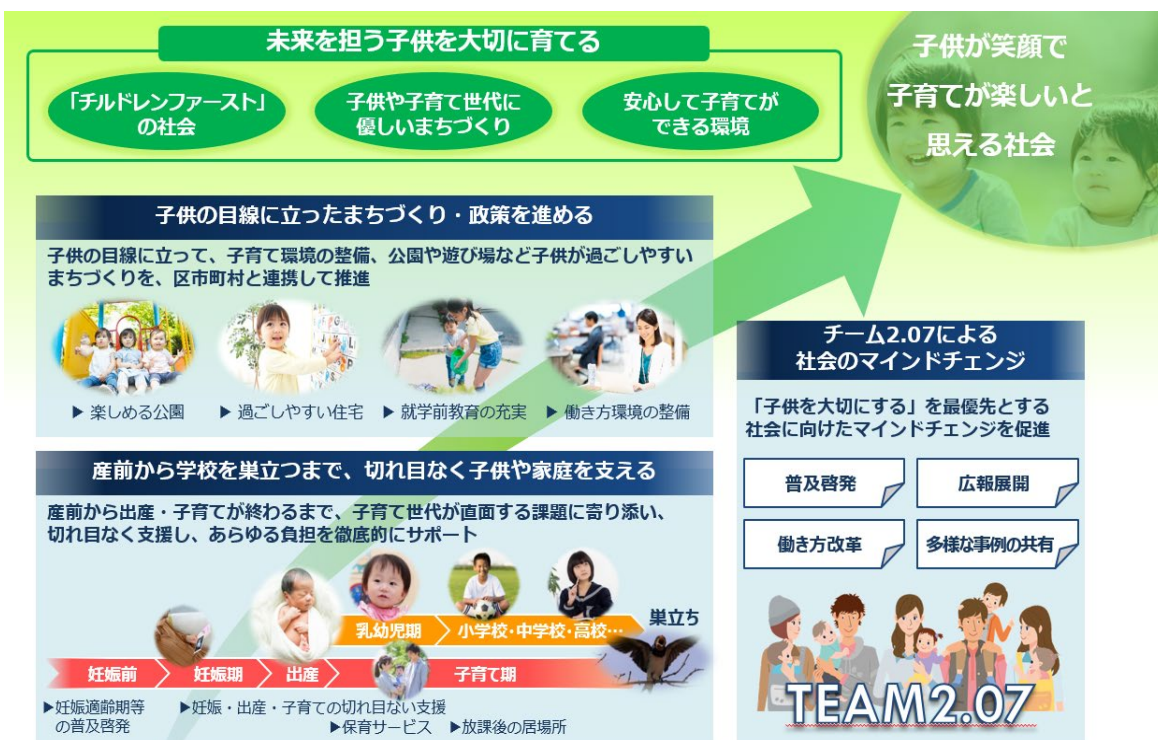 未来を担う子供を大切に育てる
「チルドレンファースト」
の社会
子供や子育て世代に
優しいまちづくり
安心して子育てが
できる環境
子供が笑顔で
子育てが楽しいと
思える社会
子供の目線に立ったまちづくり・政策を進める
子供の目線に立って、子育て環境の整備、公園や遊び場など子供が過ごしやすい
まちづくりを、区市町村と連携して推進
▶ 楽しめる公園
▶ 過ごしやすい住宅
▶ 就学前教育の充実
▶ 働き方環境の整備
産前から学校を巣立つまで、切れ目なく子供や家庭を支える
産前から出産・子育てが終わるまで、子育て世代が直面する課題に寄り添い、
切れ目なく支援し、あらゆる負担を徹底的にサポート
乳幼児期
小学校・中学校・高校…
巣立ち
妊娠前
妊娠期
出産
子育て期
▶妊娠適齢期等
の普及啓発
▶妊娠・出産・子育ての切れ目ない支援
▶保育サービス
▶放課後の居場所
チーム2.07による
社会のマインドチェンジ
「子供を大切にする」を最優先とする
社会に向けたマインドチェンジを促進
普及啓発
広報展開
働き方改革
多様な事例の共有
TEAM2.07